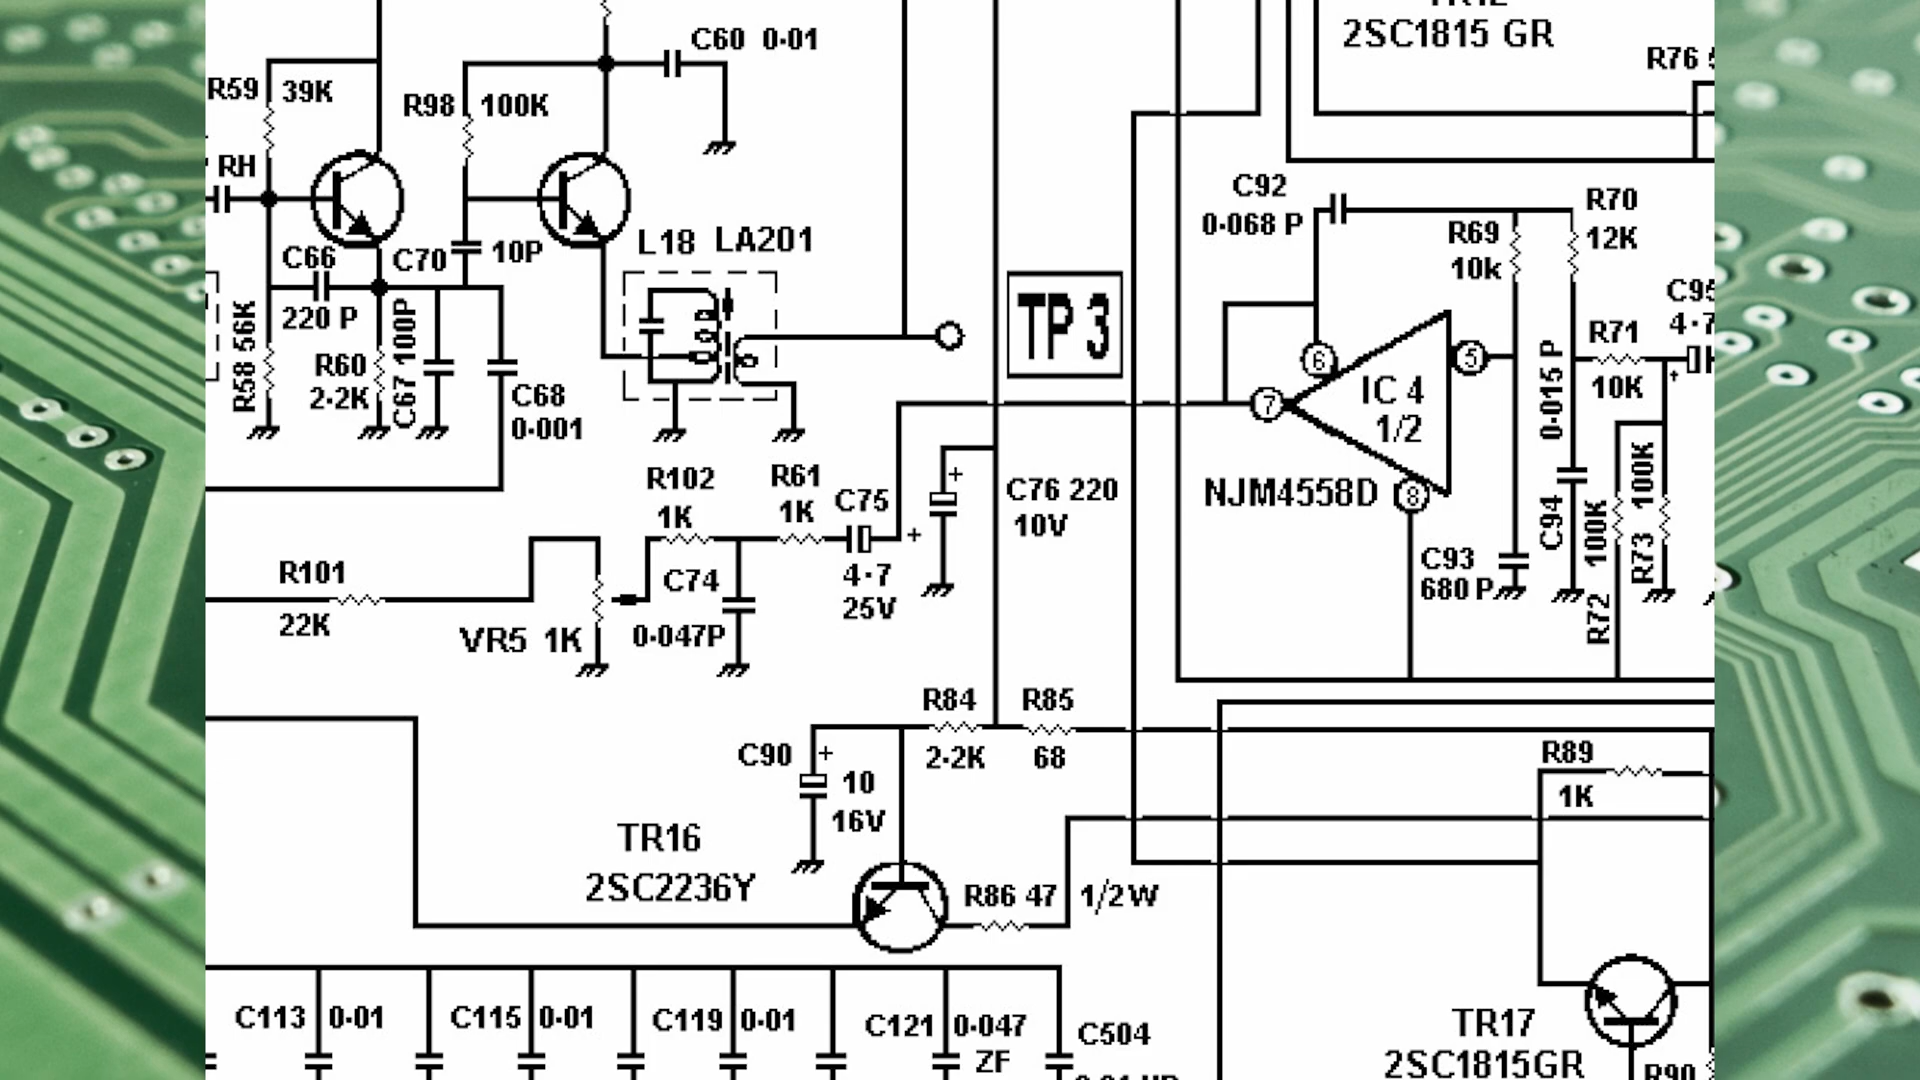 C60 0·01
2SC1815 GR
R76
R59 39K
R98 100K
RH
C92
0·068 P
R70
12K
R69
10k
L18 LA201
C66
220 P
C70 10P
TP 3
R58 56K
R60
2·2K
C67 100P
C68
0·001
6
5
7
8
IC 4
1/2
NJM4558D
0·015 P
C94
R71
10K
C95
4·7
+
R102
1K
R61
1K
C75
+
4·7
25V
+
C76 220
10V
C93
680 P
R72 100K
R73 100K
R101
22K
VR5 1K
C74
0·047P
R84
2·2K
R85
68
C90 +
10
16V
R89
1K
TR16
2SC2236Y
R86 47 1/2W
C113 0·01
C115 0·01
C119 0·01
C121 0·047
ZF
C504
TR17
2SC1815GR
R90